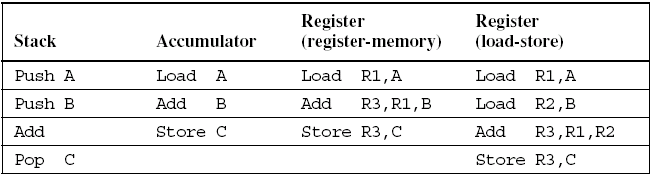 Stack Accumulator Register (register-memory) Register (load-store)
Push A Load A Load R1,A Load R1,A
Push B Add B Add R3,R1,B Load R2,B
Add Store C Store R3,C Add R3,R1,R2
Pop C Store R3,C